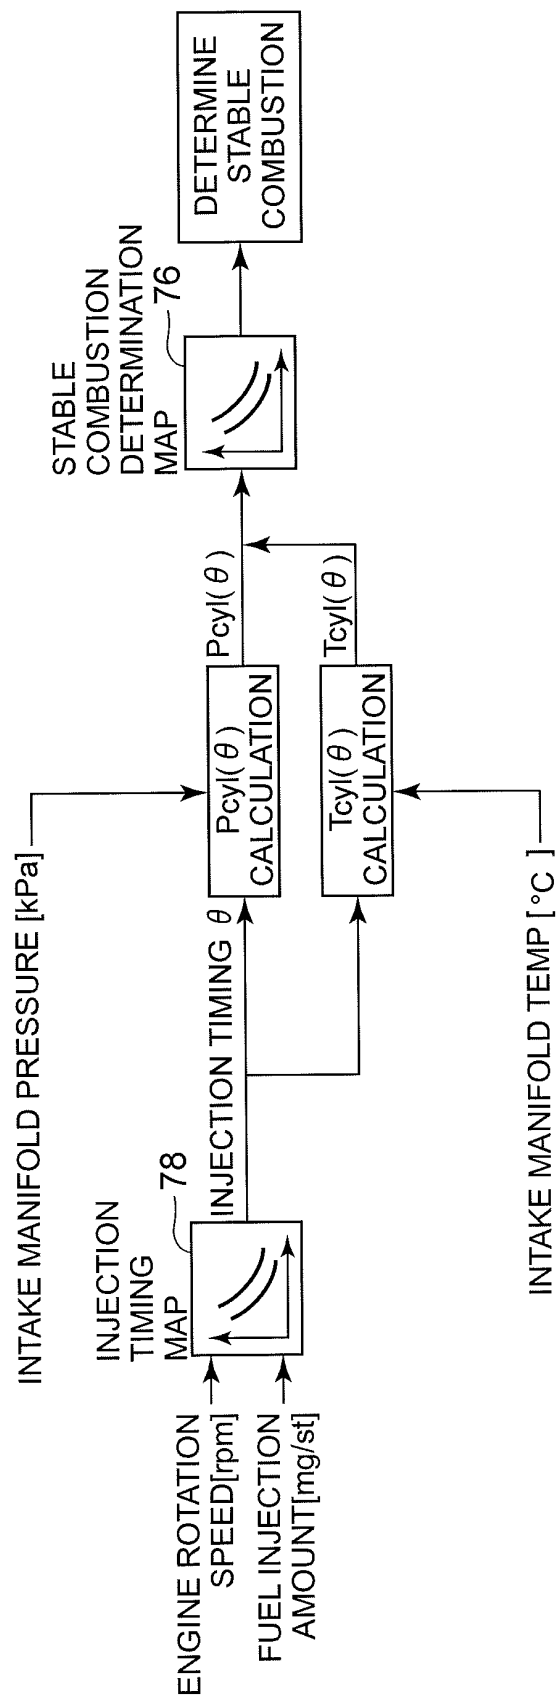 ENGINE ROTATION
SPEED[rpm]
FUEL INJECTION
AMOUNT[mg/st]
INJECTION
TIMING
MAP
78
INTAKE MANIFOLD PRESSURE [kPa]
INJECTION TIMING θ
INTAKE MANIFOLD TEMP [ °C ]
Pcyl(θ)
CALCULATION
Tcyl(θ)
CALCULATION
Pcyl(θ)
Tcyl(θ)
STABLE
COMBUSTION
DETERMINATION
MAP
76
DETERMINE
STABLE
COMBUSTION